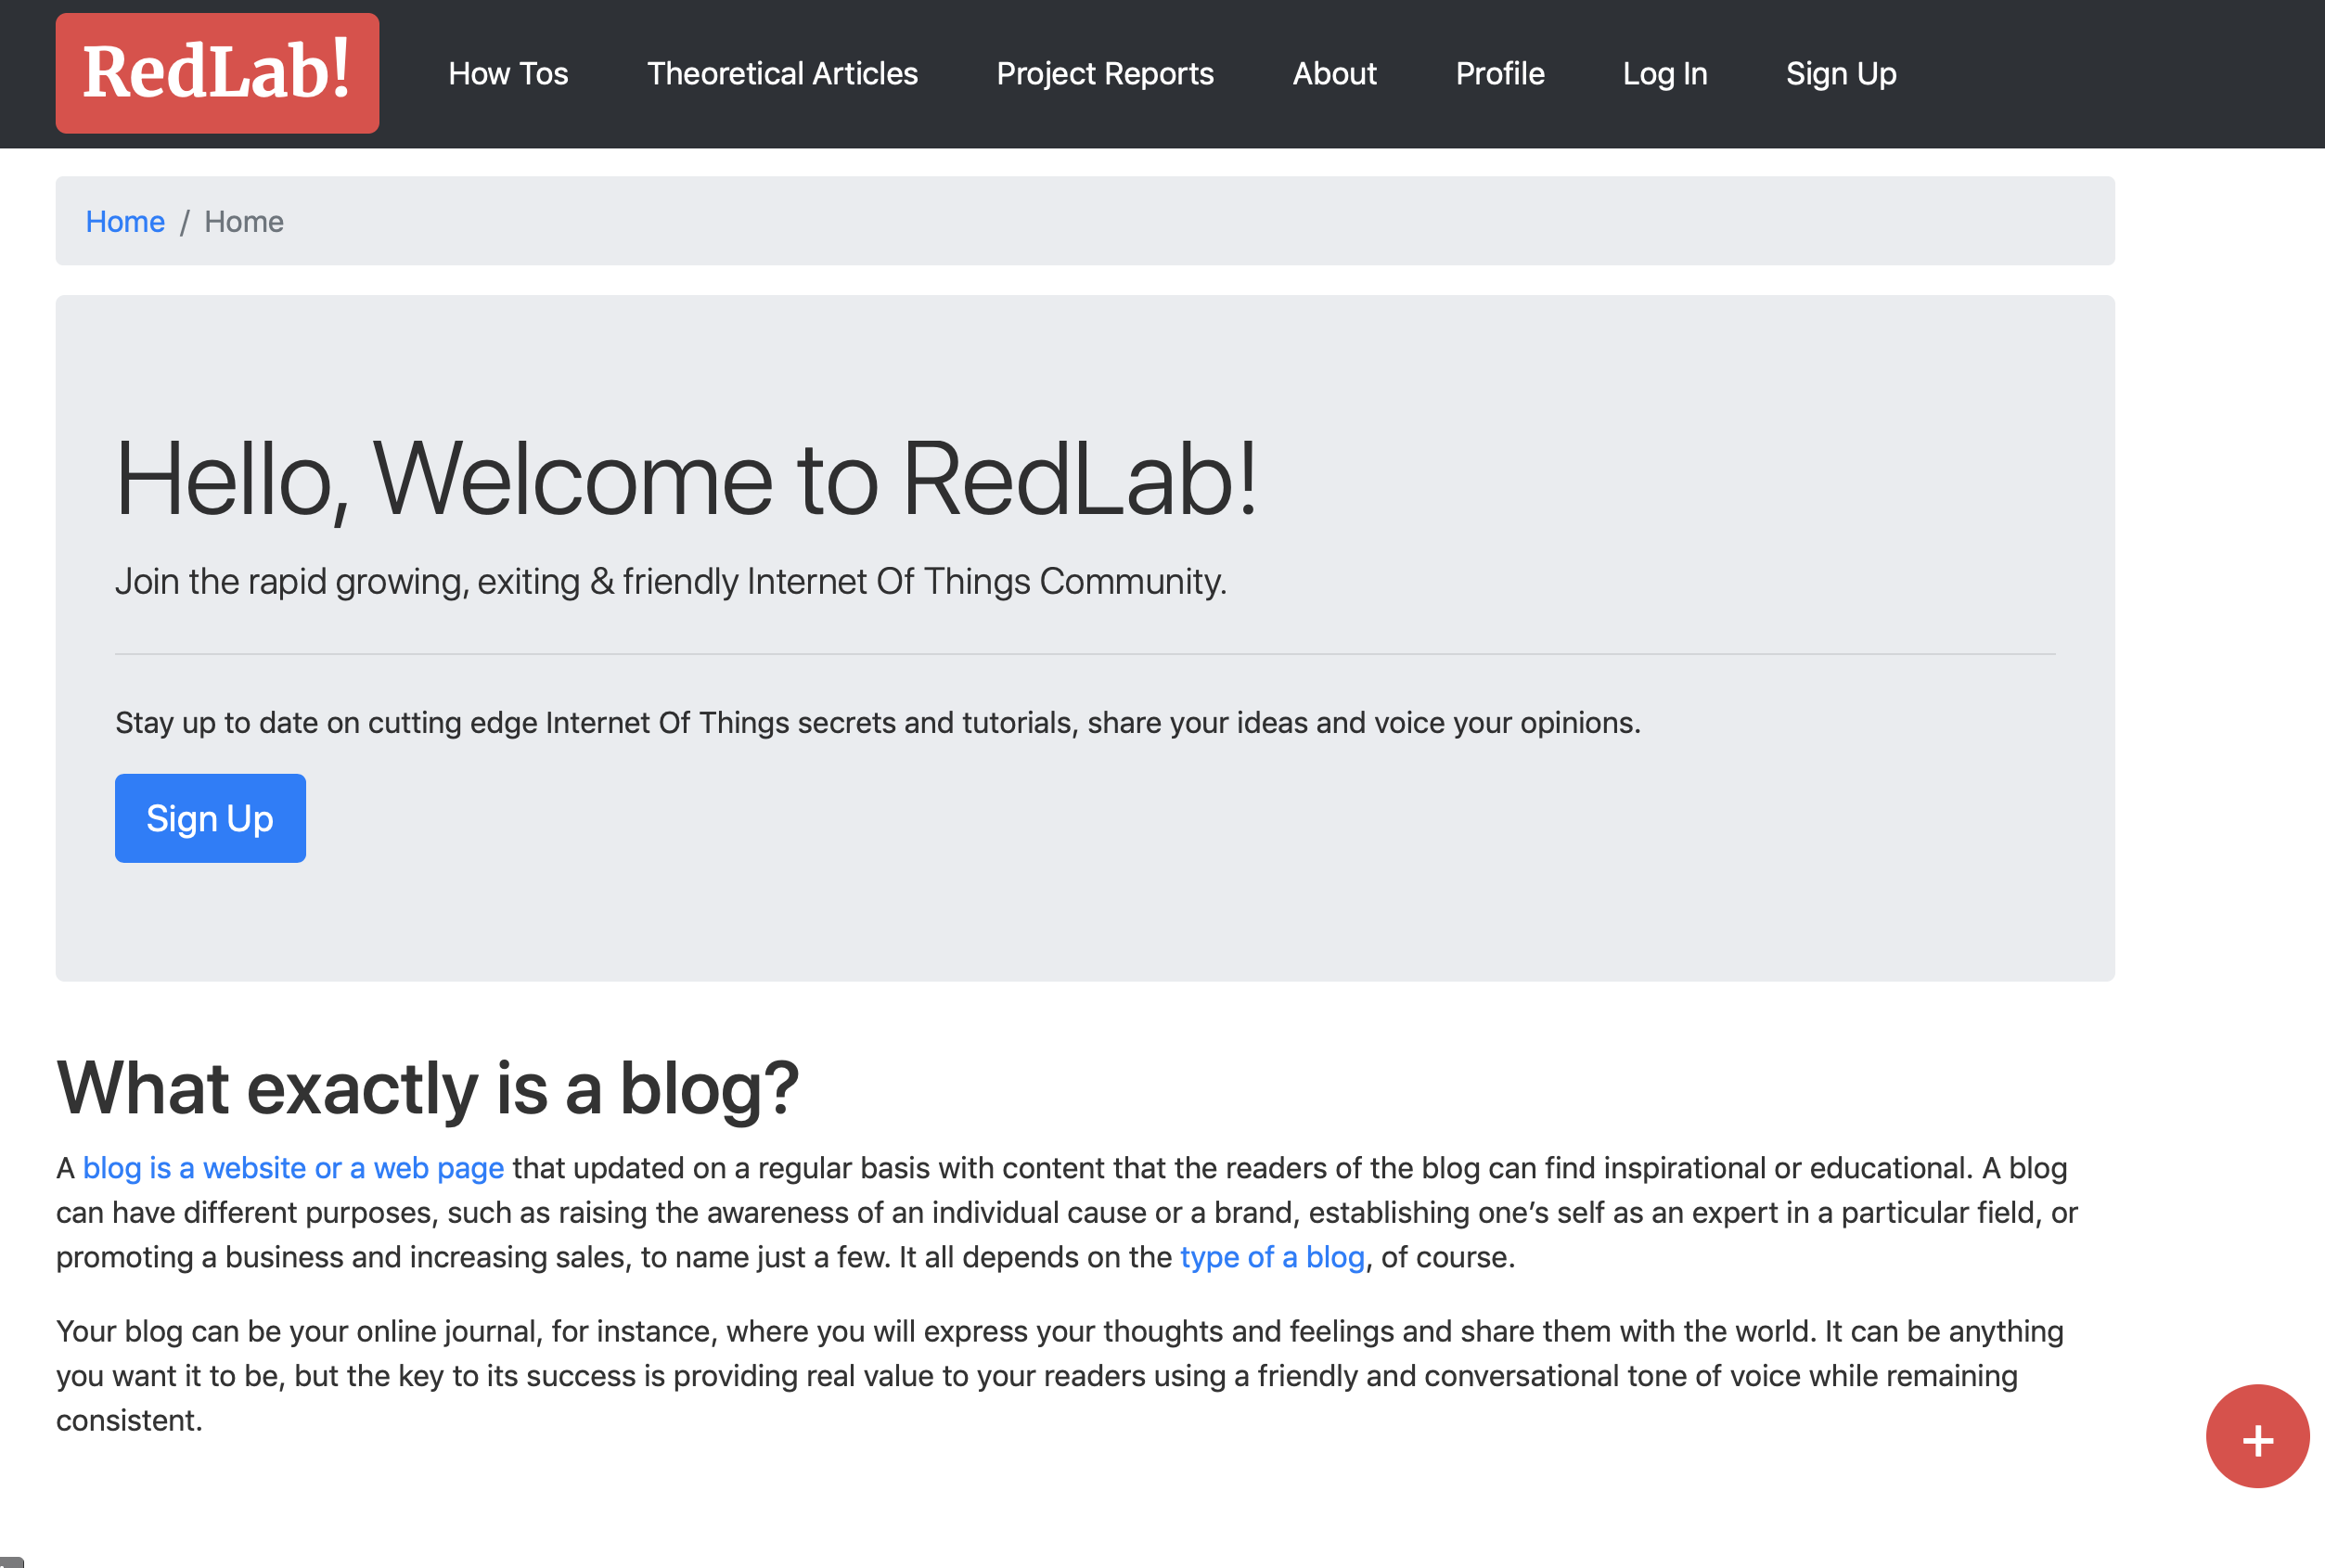 RedLab!
How Tos Theoretical Articles Project Reports About Profile Log In Sign Up
Home / Home
Hello, Welcome to RedLab!
Join the rapid growing, exiting & friendly Internet Of Things Community.
Stay up to date on cutting edge Internet Of Things secrets and tutorials, share your ideas and voice your opinions.
Sign Up
What exactly is a blog?
A blog is a website or a web page that updated on a regular basis with content that the readers of the blog can find inspirational or educational. A blog
can have different purposes, such as raising the awareness of an individual cause or a brand, establishing one’s self as an expert in a particular field, or
promoting a business and increasing sales, to name just a few. It all depends on the type of a blog, of course.
Your blog can be your online journal, for instance, where you will express your thoughts and feelings and share them with the world. It can be anything
you want it to be, but the key to its success is providing real value to your readers using a friendly and conversational tone of voice while remaining
consistent.
+